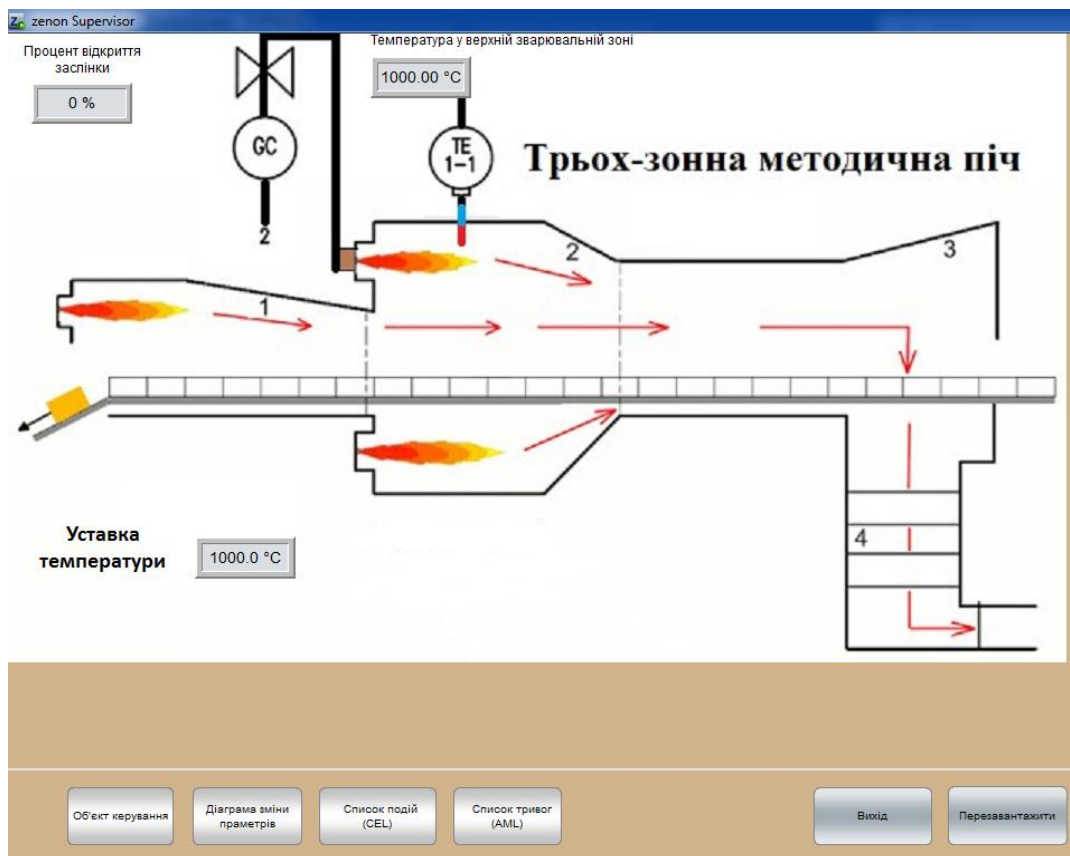 zenon Supervisor
Процент відкриття
заслінки
0 %
Температура у верхній зварювальній зоні
1000.00 °C
GC
2
TE
1-1
Трьох-зонна методична піч
1
2
3
4
Уставка
температури
1000.0 °C
Об'єкт керування
Діаграма зміни
праметрів
Список подій
(CEL)
Список тривог
(AML)
Вихід
Перезавантажити